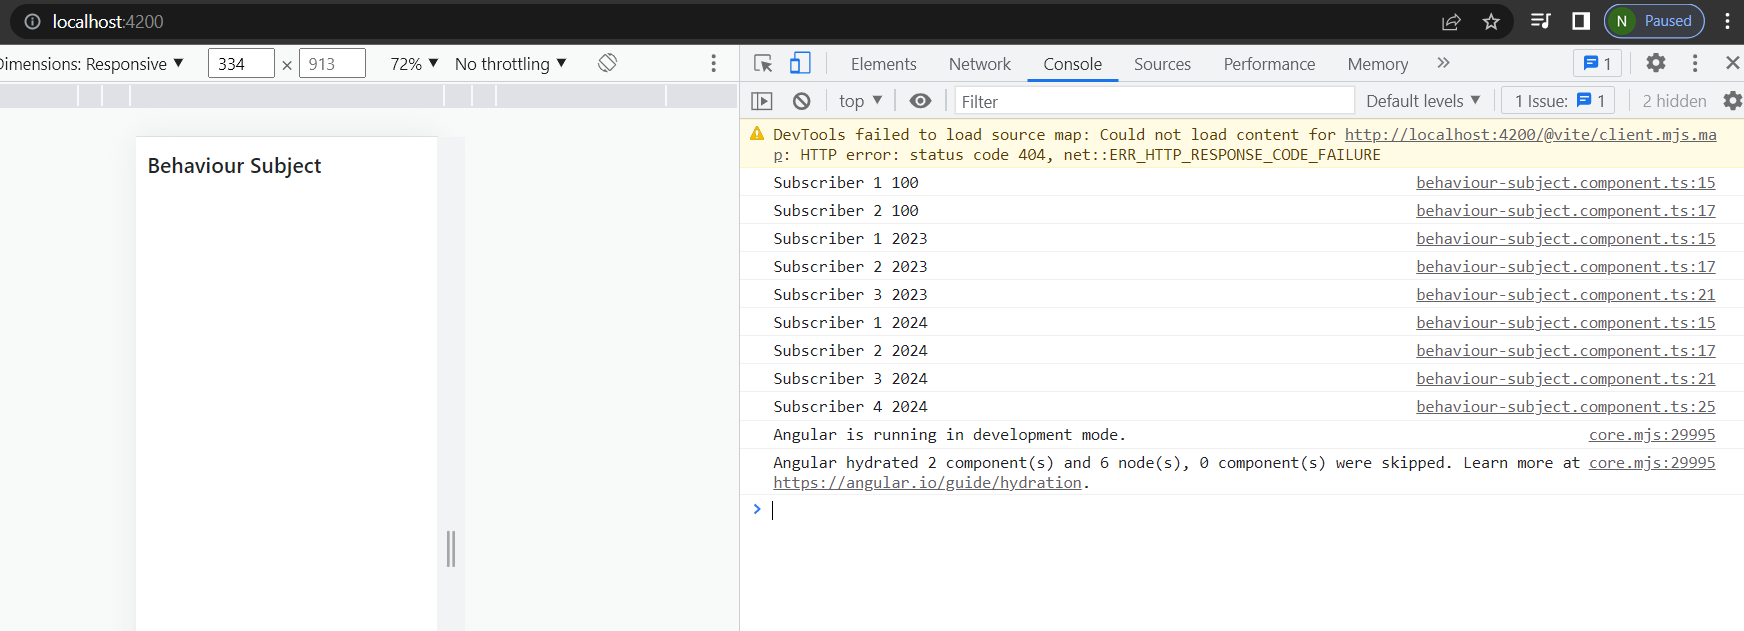 localhost:4200
N Paused
Dimensions: Responsive ▼ 334 × 913 72% ▼ No throttling ▼
Elements Network Console Sources Performance Memory » 1
top ▼ Filter Default levels ▼ 1 Issue: 1 2 hidden
Behaviour Subject
DevTools failed to load source map: Could not load content for http://localhost:4200/@vite/client.mjs.ma
p: HTTP error: status code 404, net::ERR_HTTP_RESPONSE_CODE_FAILURE
Subscriber 1 100 behaviour-subject.component.ts:15
Subscriber 2 100 behaviour-subject.component.ts:17
Subscriber 1 2023 behaviour-subject.component.ts:15
Subscriber 2 2023 behaviour-subject.component.ts:17
Subscriber 3 2023 behaviour-subject.component.ts:21
Subscriber 1 2024 behaviour-subject.component.ts:15
Subscriber 2 2024 behaviour-subject.component.ts:17
Subscriber 3 2024 behaviour-subject.component.ts:21
Subscriber 4 2024 behaviour-subject.component.ts:25
Angular is running in development mode. core.mjs:29995
Angular hydrated 2 component(s) and 6 node(s), 0 component(s) were skipped. Learn more at core.mjs:29995
https://angular.io/guide/hydration.
>